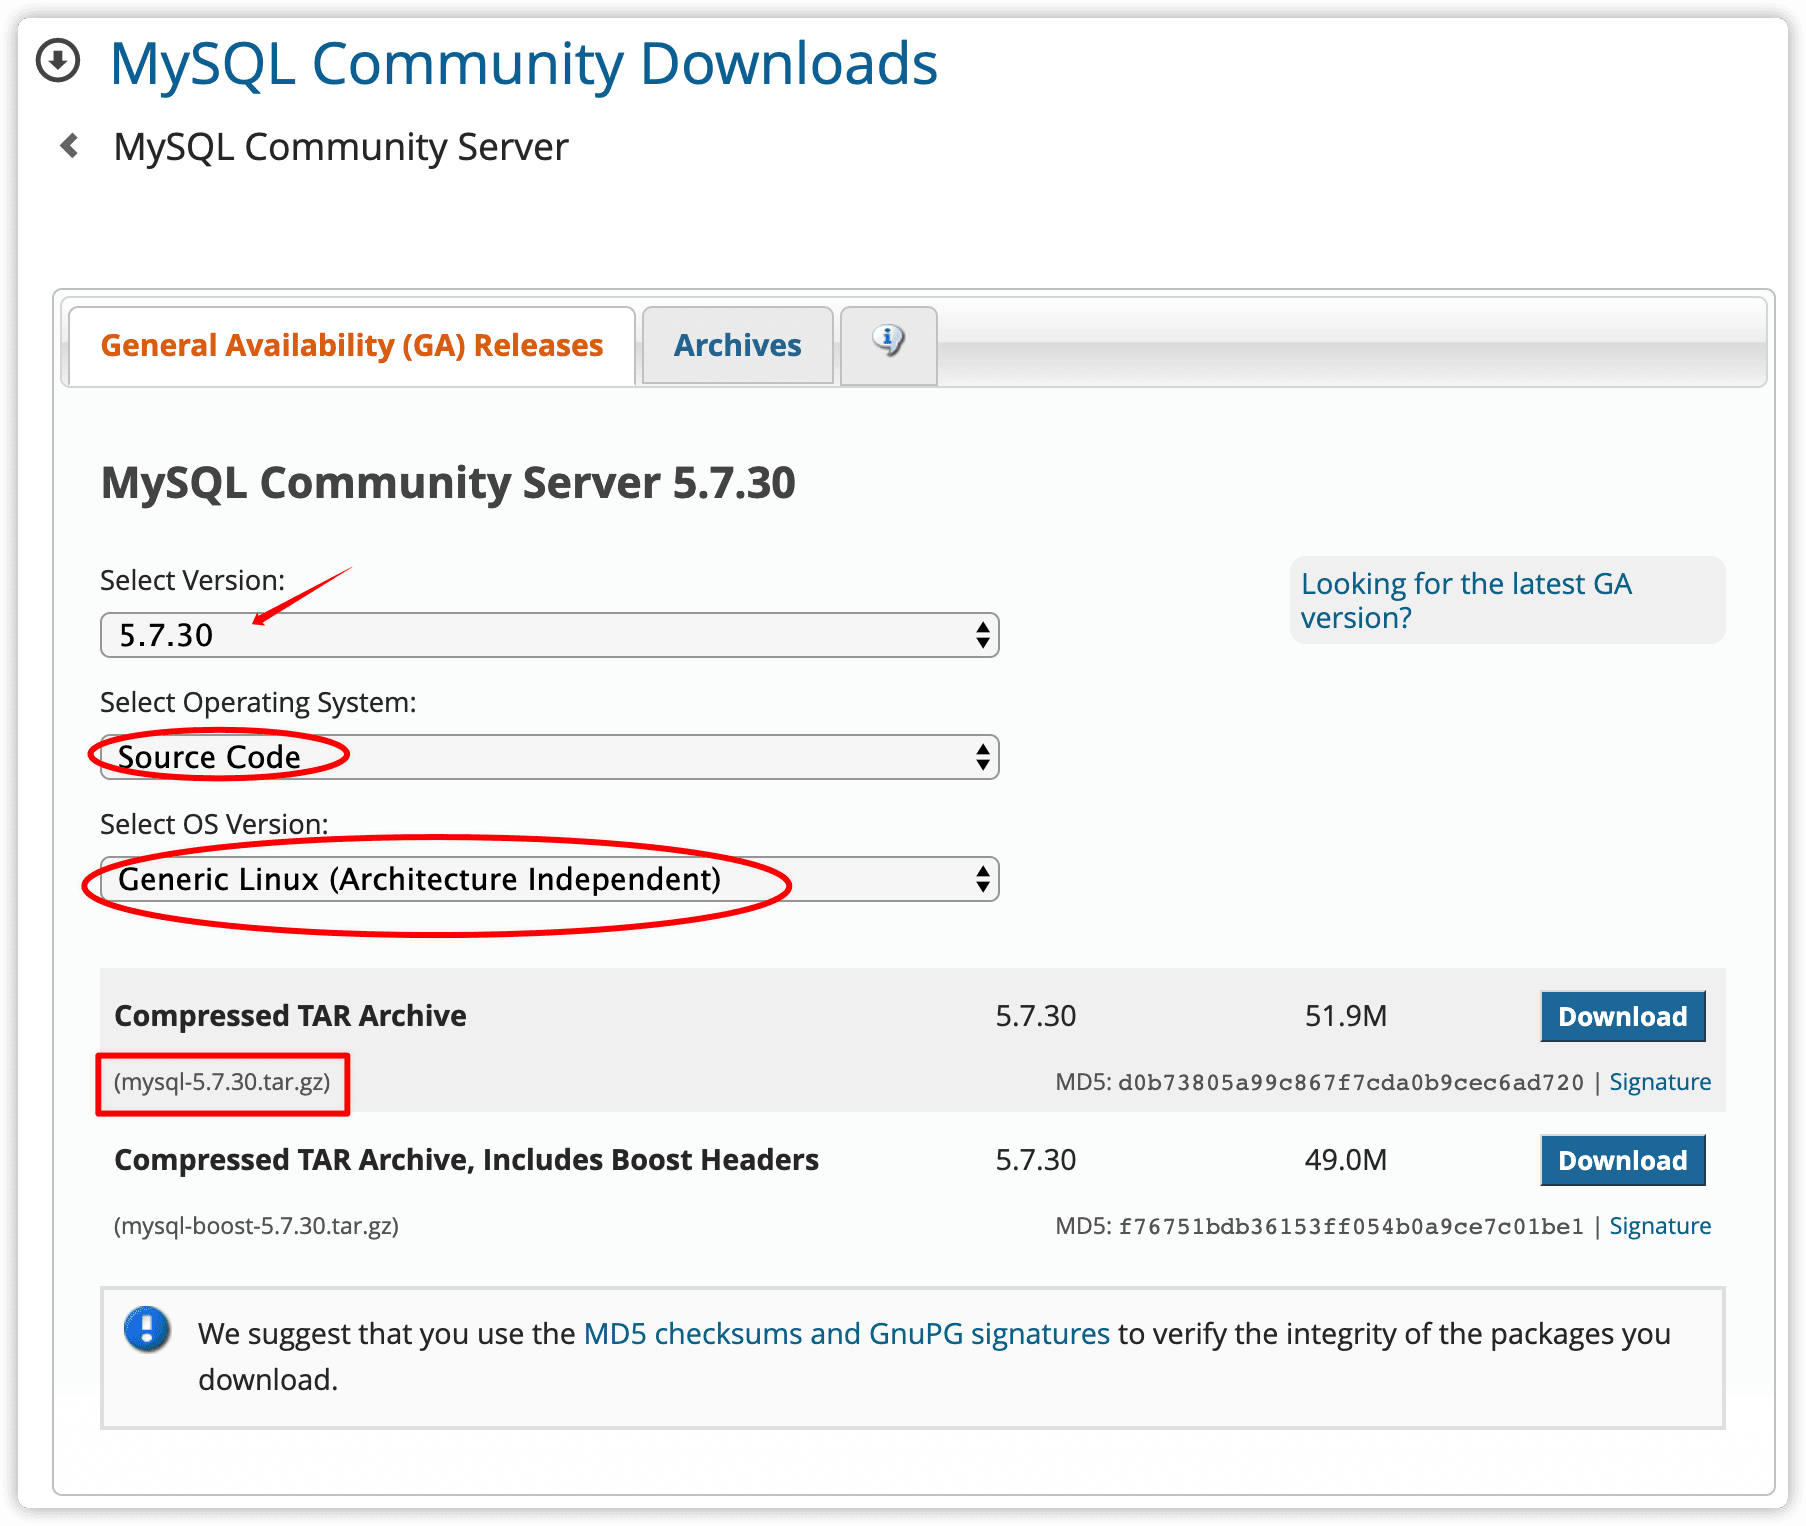 MySQL Community Downloads
MySQL Community Server
General Availability (GA) Releases
Archives
MySQL Community Server 5.7.30
Select Version:
5.7.30
Looking for the latest GA
version?
Select Operating System:
Source Code
Select OS Version:
Generic Linux (Architecture Independent)
Compressed TAR Archive 5.7.30 51.9M Download
(mysql-5.7.30.tar.gz) MD5: d0b73805a99c867f7cda0b9cec6ad720 | Signature
Compressed TAR Archive, Includes Boost Headers 5.7.30 49.0M Download
(mysql-boost-5.7.30.tar.gz) MD5: f76751bdb36153ff054b0a9ce7c01be1 | Signature
We suggest that you use the MD5 checksums and GnuPG signatures to verify the integrity of the packages you
download.